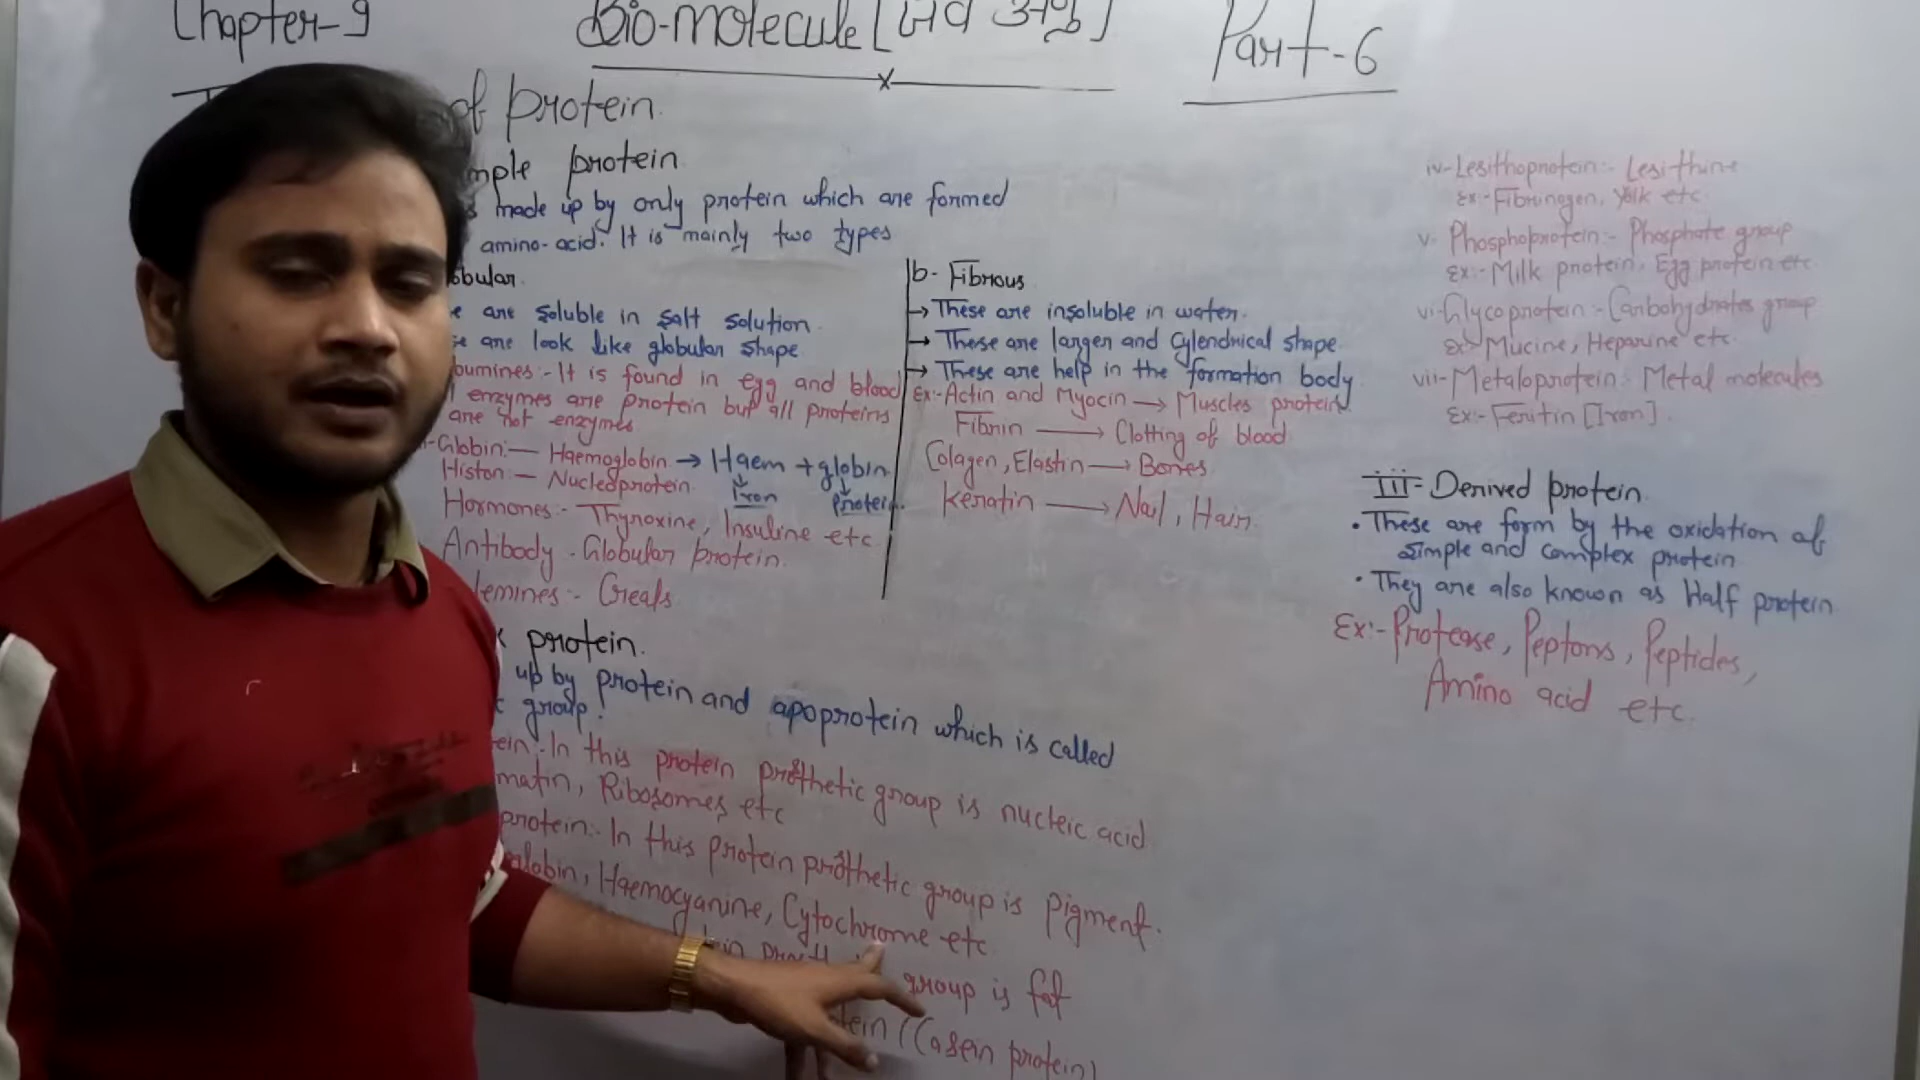 Chapter-9
Bio-molecule [जैव अणु]
Part-6
of protein.
mple protein
made up by only protein which are formed
amino-acid. It is mainly two types
obular.
e are soluble in salt solution
se are look like globular shape
bumines:- It is found in egg and blood
enzymes are protein but all proteins
are not enzymes
-Globin:— Haemoglobin → Haem + globin
Iron protein
Histon:— Nucleoprotein
Hormones:- Thyroxine, Insuline etc
Antibody - Globular protein.
lemines:- Creals
b- Fibrous
→ These are insoluble in water.
→ These are larger and Cylendrical shape.
→ These are help in the formation body
Ex:- Actin and Myocin → Muscles protein
Fibrin → Clotting of blood
Colagen, Elastin → Bones
Keratin → Nail, Hair.
x protein.
up by protein and apoprotein which is called
c group.
ein:- In this protein prosthetic group is nucleic acid
matin, Ribosomes etc
protein:- In this protein prosthetic group is Pigment.
globin, Haemocyanine, Cytochrome etc
group is fat
tein (Casein protein)
iv- Lesithoprotein:- Lesithine
Ex:- Fibrinogen, Yolk etc
v- Phosphoprotein:- Phosphate group
Ex:- Milk protein, Egg protein etc
vi- Glycoprotein:- Carbohydrates group
Ex:- Mucine, Heparine etc.
vii- Metaloprotein:- Metal molecules
Ex:- Feritin [Iron].
III- Derived protein.
• These are form by the oxidation of
simple and complex protein
• They are also known as Half protein
Ex:- Protease, Peptons, Peptides,
Amino acid etc.